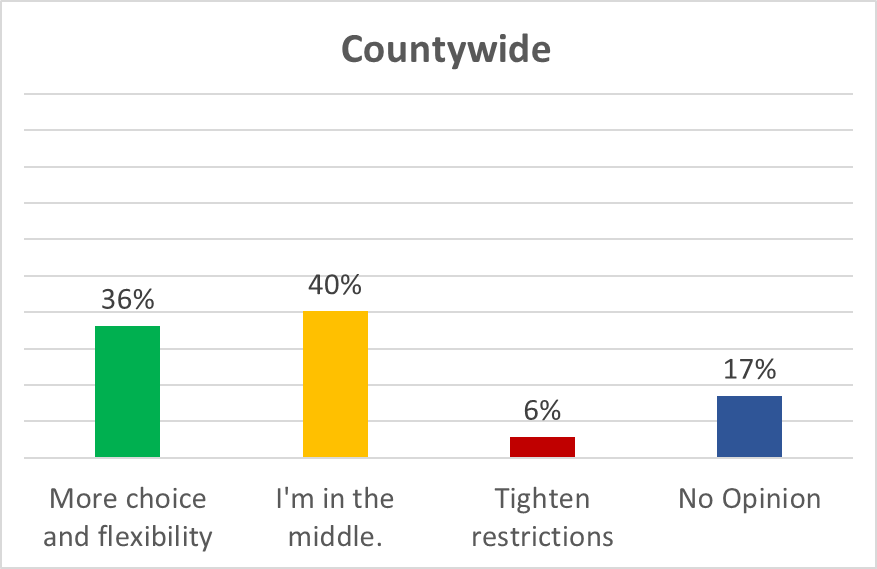 Countywide
36%
40%
6%
17%
More choice
and flexibility
I'm in the
middle.
Tighten
restrictions
No Opinion